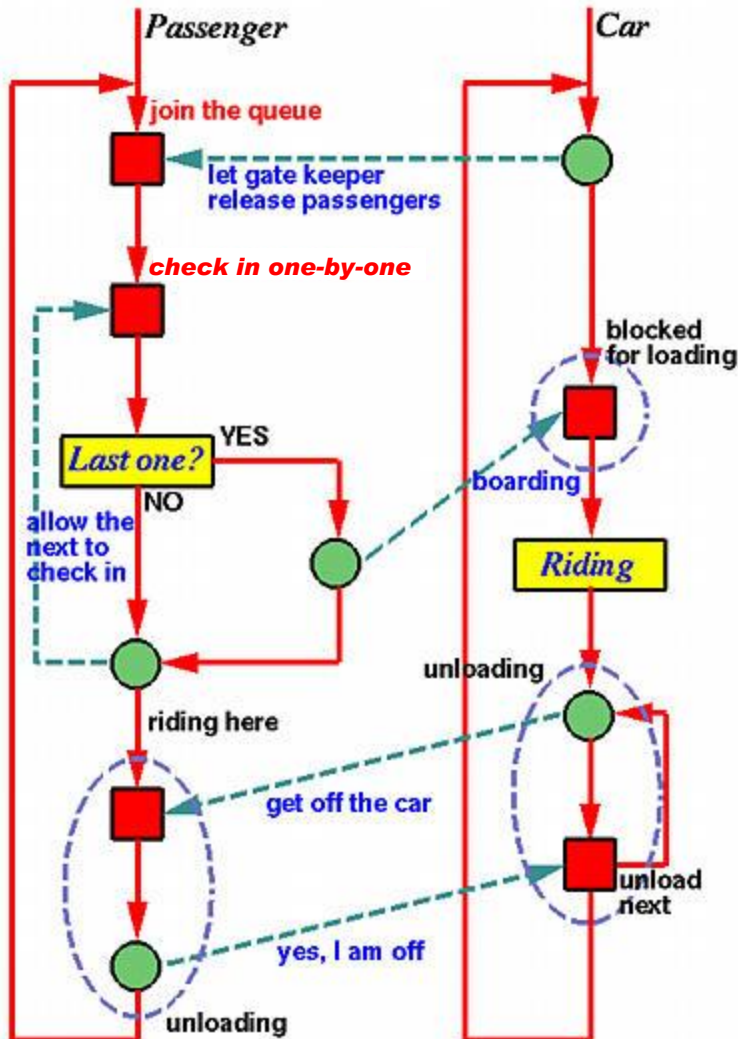 Passenger
Car
join the queue
let gate keeper
release passengers
check in one-by-one
blocked
for loading
YES
Last one?
NO
boarding
allow the
next to
check in
Riding
unloading
riding here
get off the car
unload
next
yes, I am off
unloading